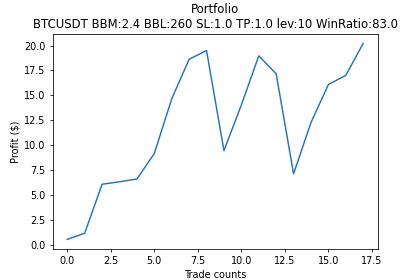 Portfolio
BTCUSDT BBM:2.4 BBL:260 SL:1.0 TP:1.0 lev:10 WinRatio:83.0
20.0
17.5
15.0
12.5
10.0
7.5
5.0
2.5
0.0
Profit ($)
0.0 2.5 5.0 7.5 10.0 12.5 15.0 17.5
Trade counts